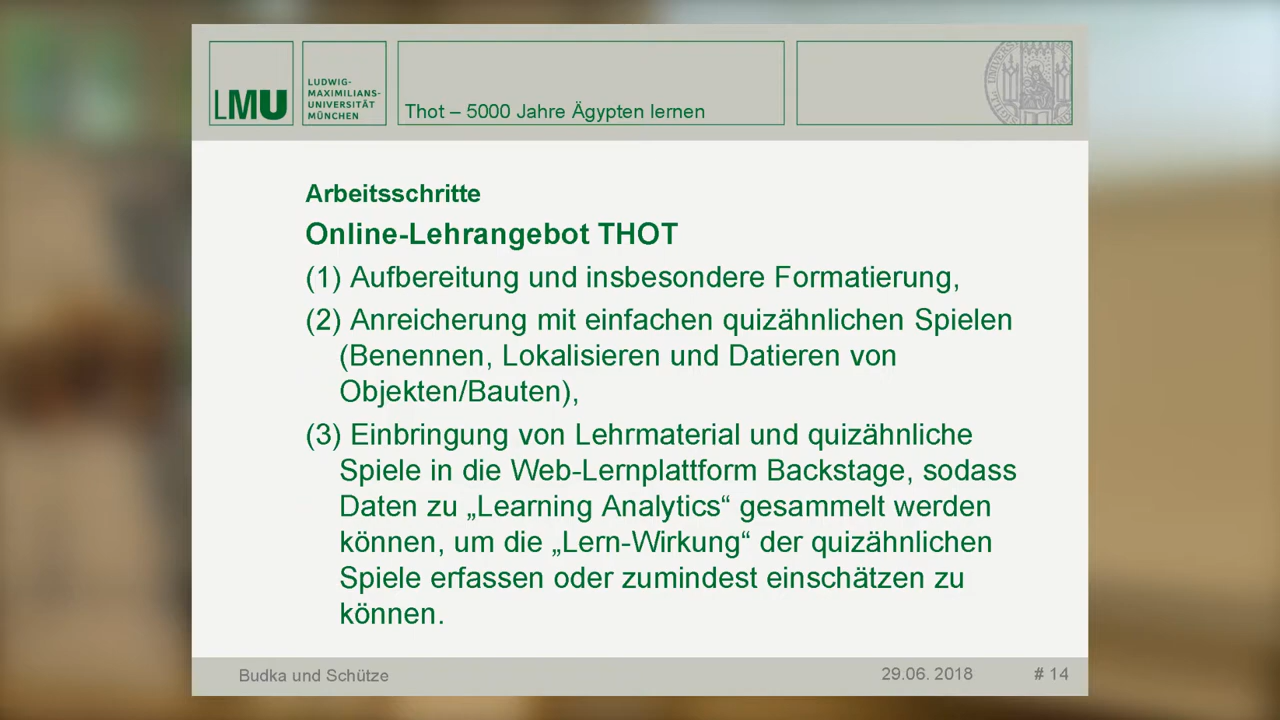 LMU
LUDWIG-
MAXIMILIANS-
UNIVERSITÄT
MÜNCHEN
Thot – 5000 Jahre Ägypten lernen
Arbeitsschritte
Online-Lehrangebot THOT
(1) Aufbereitung und insbesondere Formatierung,
(2) Anreicherung mit einfachen quizähnlichen Spielen
(Benennen, Lokalisieren und Datieren von
Objekten/Bauten),
(3) Einbringung von Lehrmaterial und quizähnliche
Spiele in die Web-Lernplattform Backstage, sodass
Daten zu „Learning Analytics“ gesammelt werden
können, um die „Lern-Wirkung“ der quizähnlichen
Spiele erfassen oder zumindest einschätzen zu
können.
Budka und Schütze
29.06. 2018
# 14